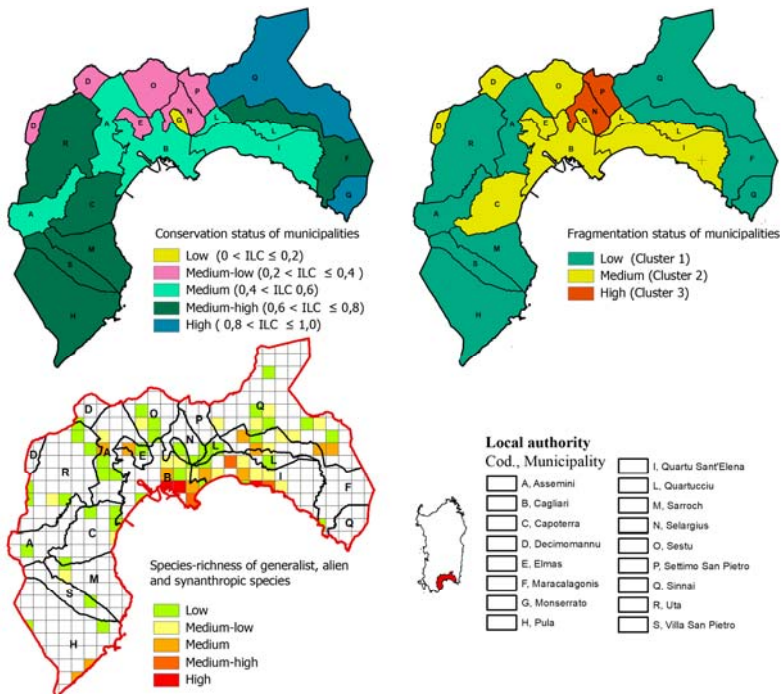 Q
D
O
P
D
A
N
E
G
L
R
L
B
I
F
Q
C
A
M
S
H
Conservation status of municipalities
Low (0 < ILC ≤ 0,2)
Medium-low (0,2 < ILC ≤ 0,4 )
Medium (0,4 < ILC 0,6)
Medium-high (0,6 < ILC ≤ 0,8)
High ( 0,8 < ILC ≤ 1,0)
Q
D
O
P
D
A
N
E
G
L
R
L
B
I
F
Q
C
A
M
S
H
Fragmentation status of municipalities
Low (Cluster 1)
Medium (Cluster 2)
High (Cluster 3)
D
O
P
Q
N
D
A
E
L
R
L
B
I
F
Q
C
A
M
S
H
Species-richness of generalist, alien
and synanthropic species
Low
Medium-low
Medium
Medium-high
High
Local authority
Cod., Municipality
A, Assemini
B, Cagliari
C, Capoterra
D, Decimomannu
E, Elmas
F, Maracalagonis
G, Monserrato
H, Pula
I, Quartu Sant'Elena
L, Quartucciu
M, Sarroch
N, Selargius
O, Sestu
P, Settimo San Pietro
Q, Sinnai
R, Uta
S, Villa San Pietro